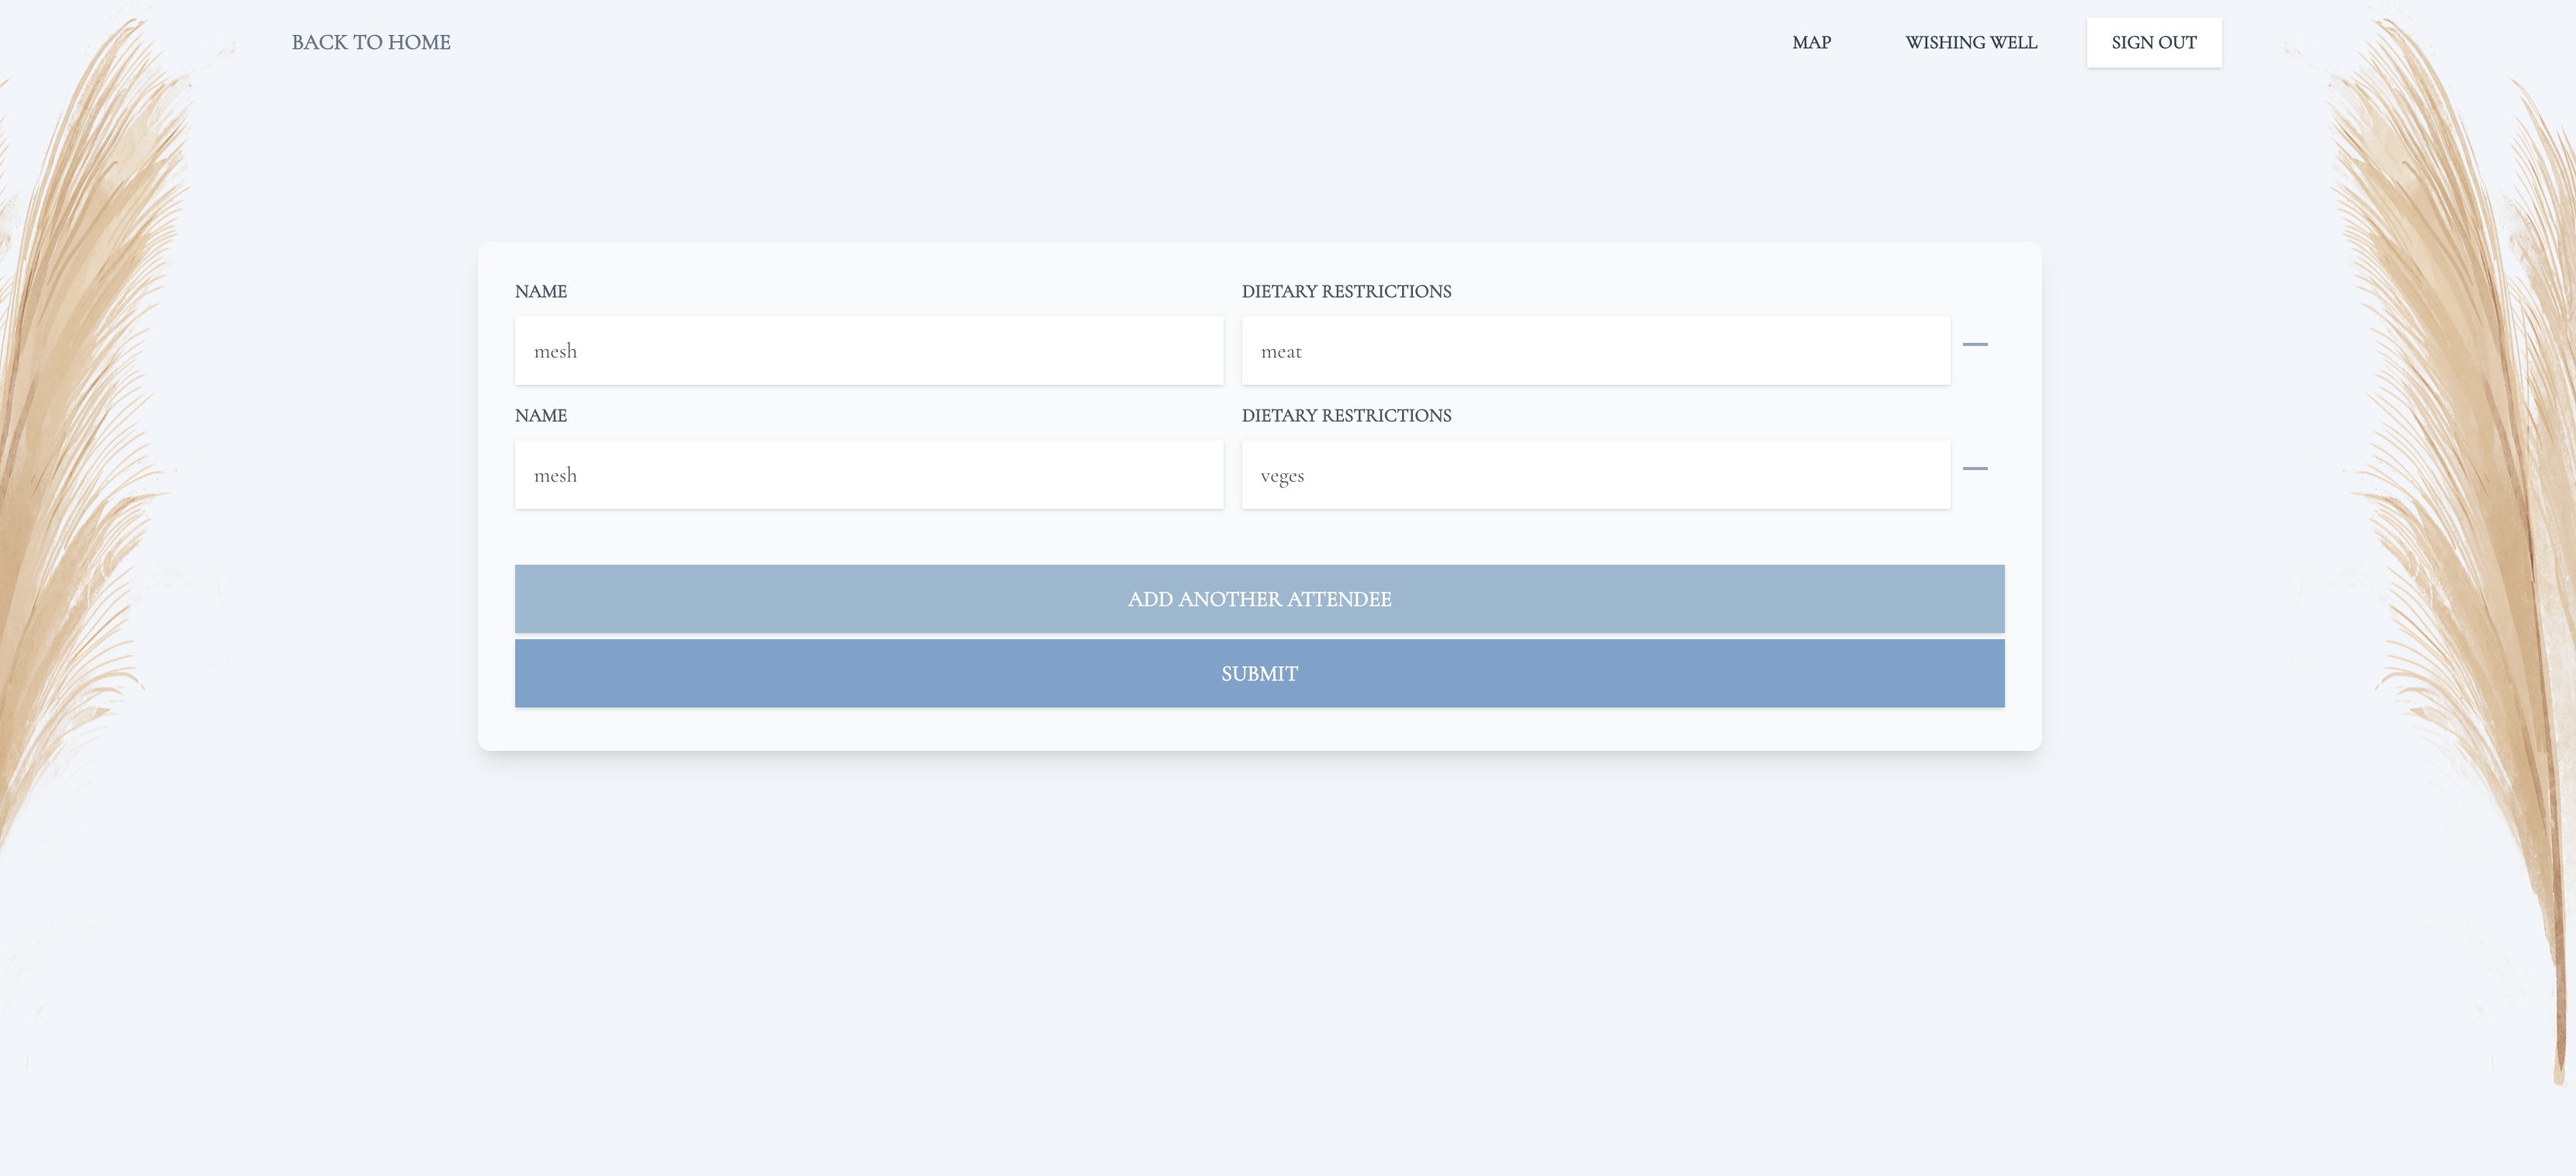 BACK TO HOME
MAP
WISHING WELL
SIGN OUT
NAME
DIETARY RESTRICTIONS
mesh
meat
NAME
DIETARY RESTRICTIONS
mesh
veges
ADD ANOTHER ATTENDEE
SUBMIT